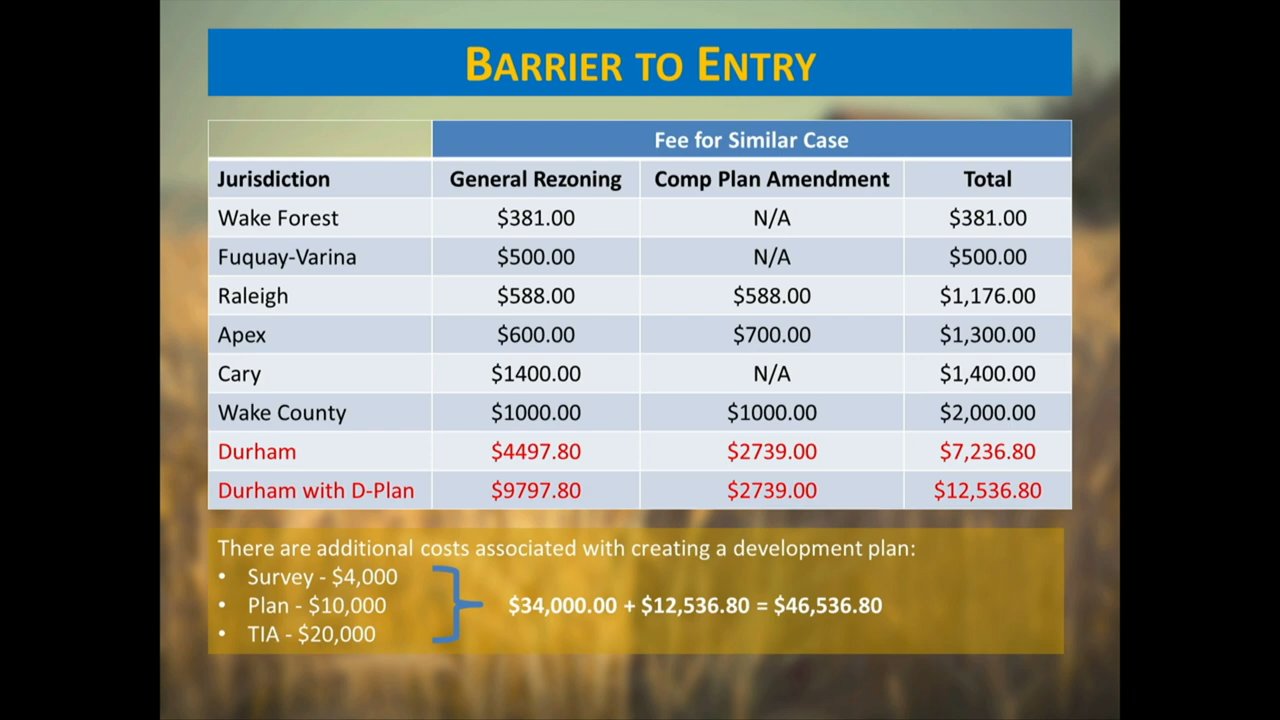 BARRIER TO ENTRY
Fee for Similar Case
Jurisdiction General Rezoning Comp Plan Amendment Total
Wake Forest $381.00 N/A $381.00
Fuquay-Varina $500.00 N/A $500.00
Raleigh $588.00 $588.00 $1,176.00
Apex $600.00 $700.00 $1,300.00
Cary $1400.00 N/A $1,400.00
Wake County $1000.00 $1000.00 $2,000.00
Durham $4497.80 $2739.00 $7,236.80
Durham with D-Plan $9797.80 $2739.00 $12,536.80
There are additional costs associated with creating a development plan:
• Survey - $4,000
• Plan - $10,000 $34,000.00 + $12,536.80 = $46,536.80
• TIA - $20,000